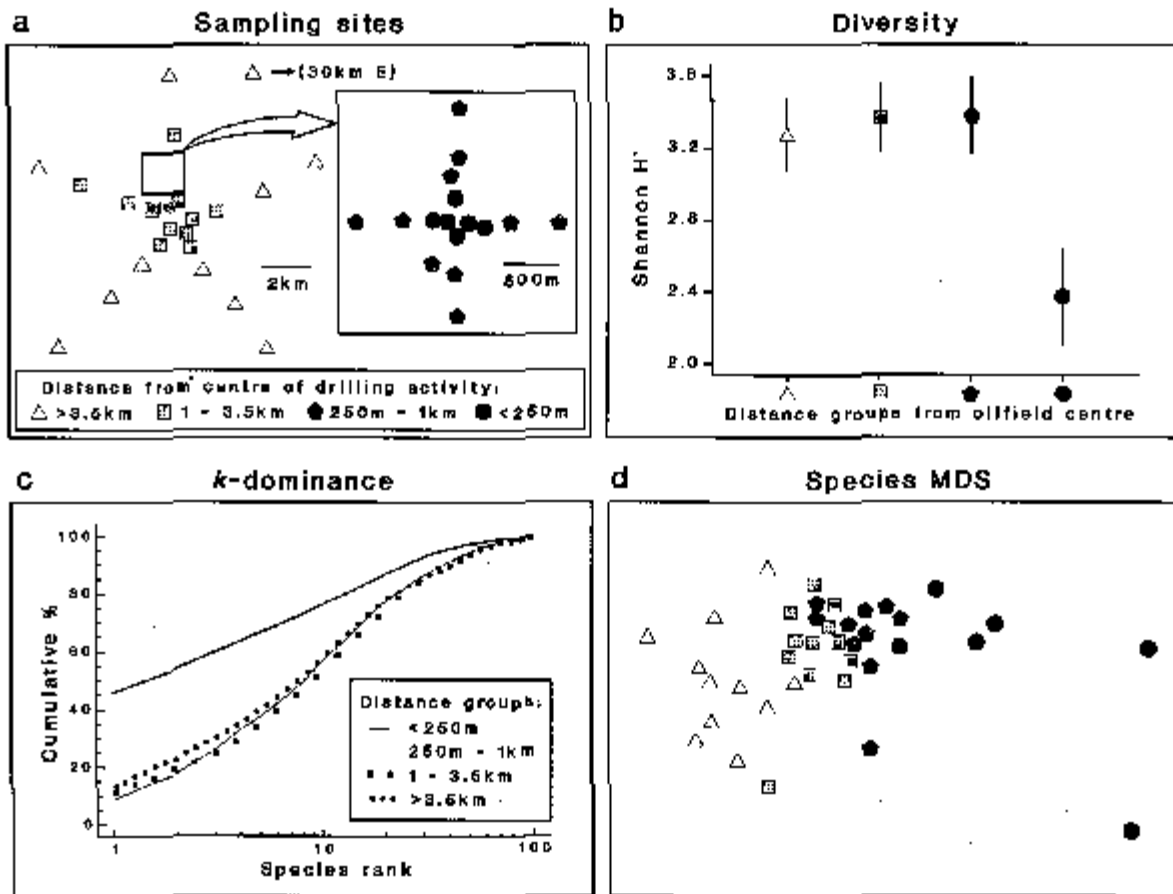 a Sampling sites
→(30km E)
2km
500m
Distance from centre of drilling activity:
>3.5km 1 - 3.5km 250m - 1km <250m
b Diversity
Shannon H'
3.6
3.2
2.8
2.4
2.0
Distance groups from oilfield centre
c k-dominance
Cumulative %
100
80
60
40
20
0
1 10 100
Species rank
Distance groups:
<250m
250m - 1km
1 - 3.5km
>3.5km
d Species MDS